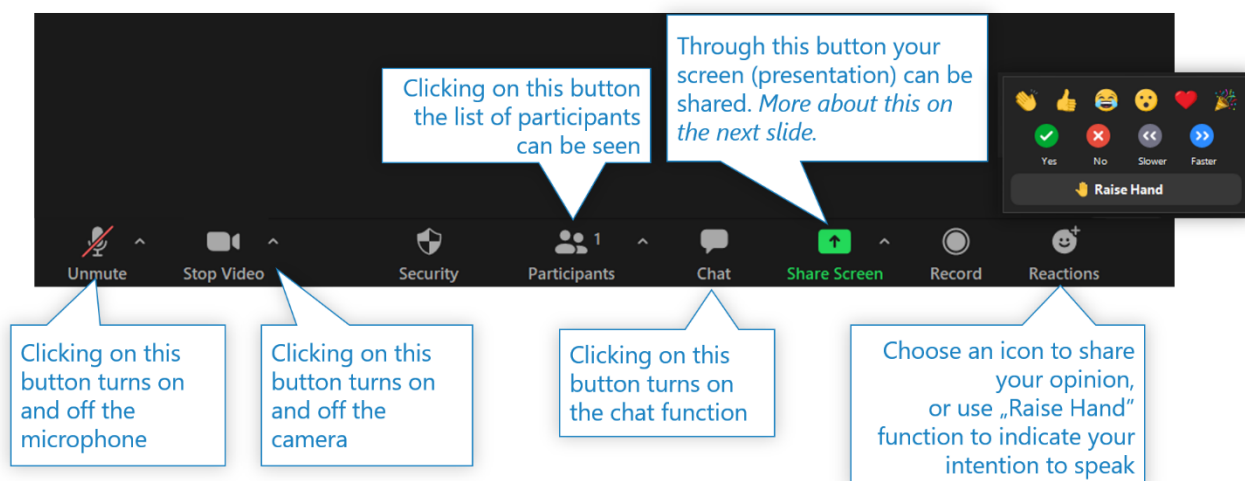 Clicking on this button
the list of participants
can be seen
Through this button your
screen (presentation) can be
shared. More about this on
the next slide.
Yes
No
Slower
Faster
Raise Hand
Unmute
Stop Video
Security
1
Participants
Chat
Share Screen
Record
Reactions
Clicking on this
button turns on
and off the
microphone
Clicking on this
button turns on
and off the
camera
Clicking on this
button turns on
the chat function
Choose an icon to share
your opinion,
or use „Raise Hand”
function to indicate your
intention to speak